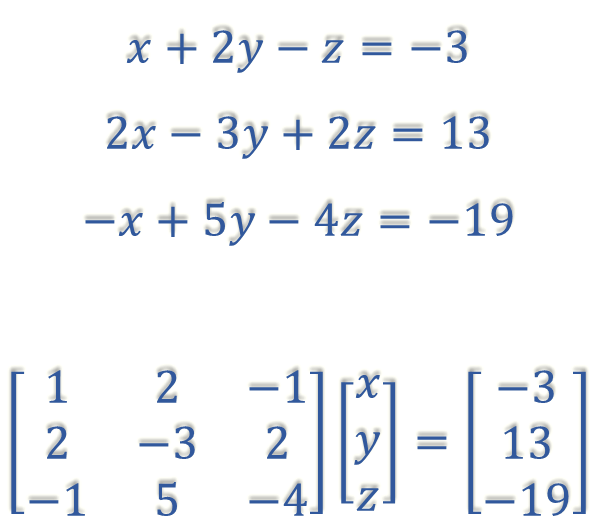 x + 2y − z = −3
2x − 3y + 2z = 13
−x + 5y − 4z = −19
[1 2 −1] [x] = [−3]
[2 −3 2] [y] [13]
[−1 5 −4] [z] [−19]